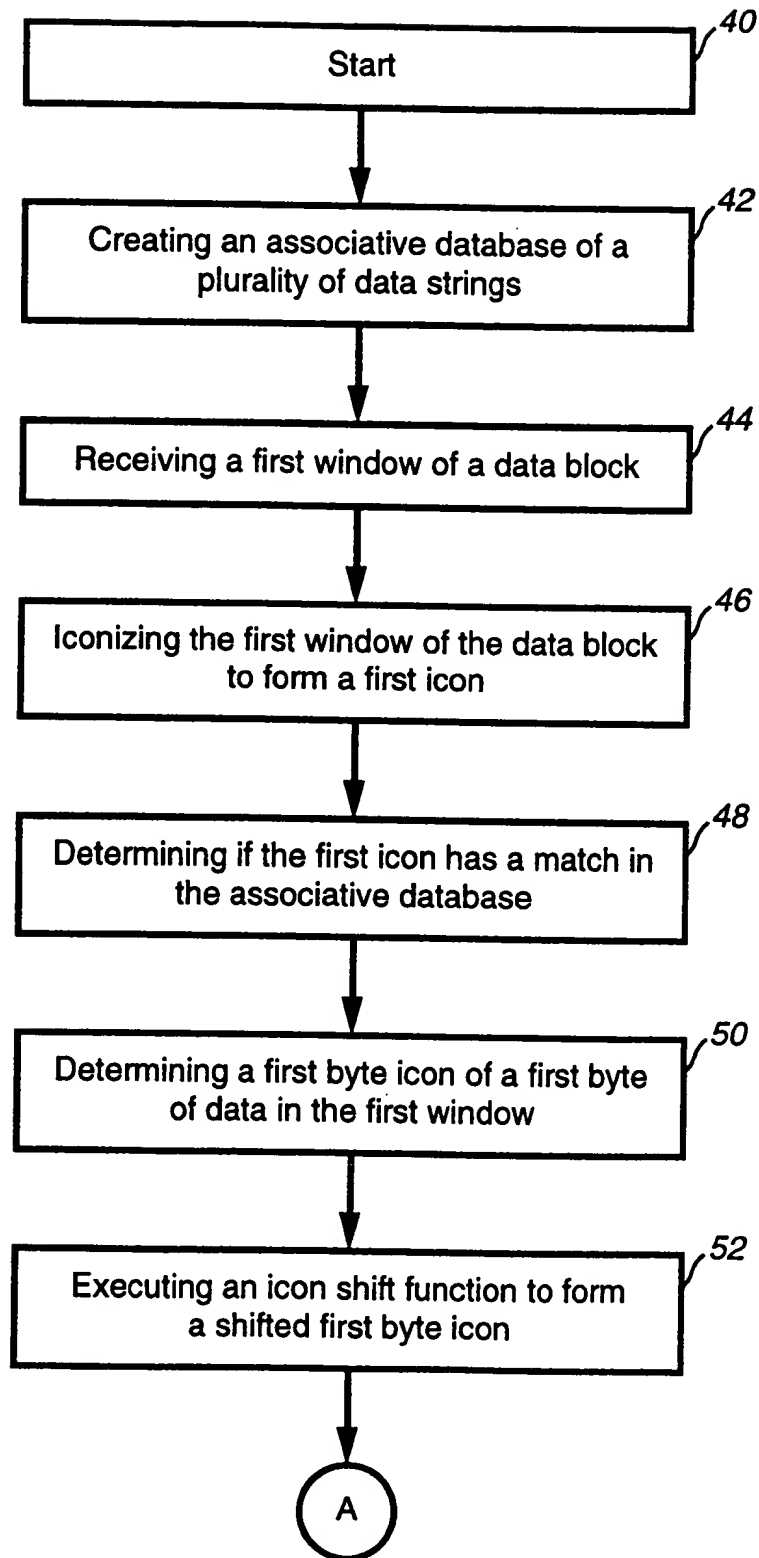 40
Start
42
Creating an associative database of a
plurality of data strings
44
Receiving a first window of a data block
46
Iconizing the first window of the data block
to form a first icon
48
Determining if the first icon has a match in
the associative database
50
Determining a first byte icon of a first byte
of data in the first window
52
Executing an icon shift function to form
a shifted first byte icon
A